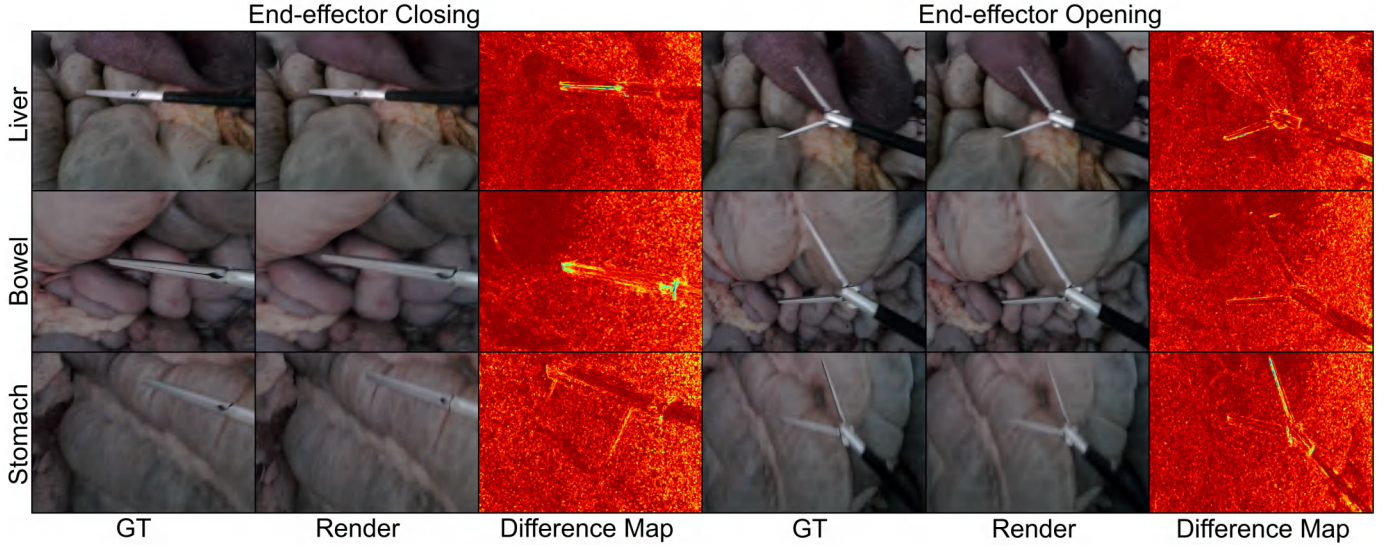 End-effector Closing
End-effector Opening
Liver
Bowel
Stomach
GT
Render
Difference Map
GT
Render
Difference Map